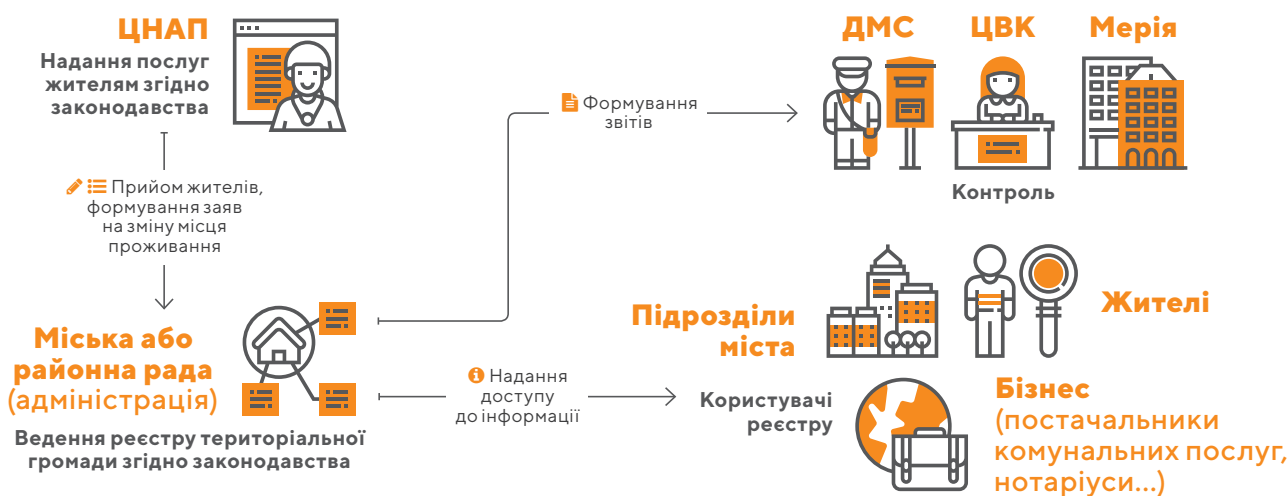 ЦНАП
Надання послуг
жителям згідно
законодавства
Прийом жителів,
формування заяв
на зміну місця
проживання
Міська або
районна рада
(адміністрація)
Ведення реєстру територіальної
громади згідно законодавства
Формування
звітів
ДМС
ЦВК
Мерія
Контроль
Надання
доступу
до інформації
Підрозділи
міста
Жителі
Користувачі
реєстру
Бізнес
(постачальники
комунальних послуг,
нотаріуси...)